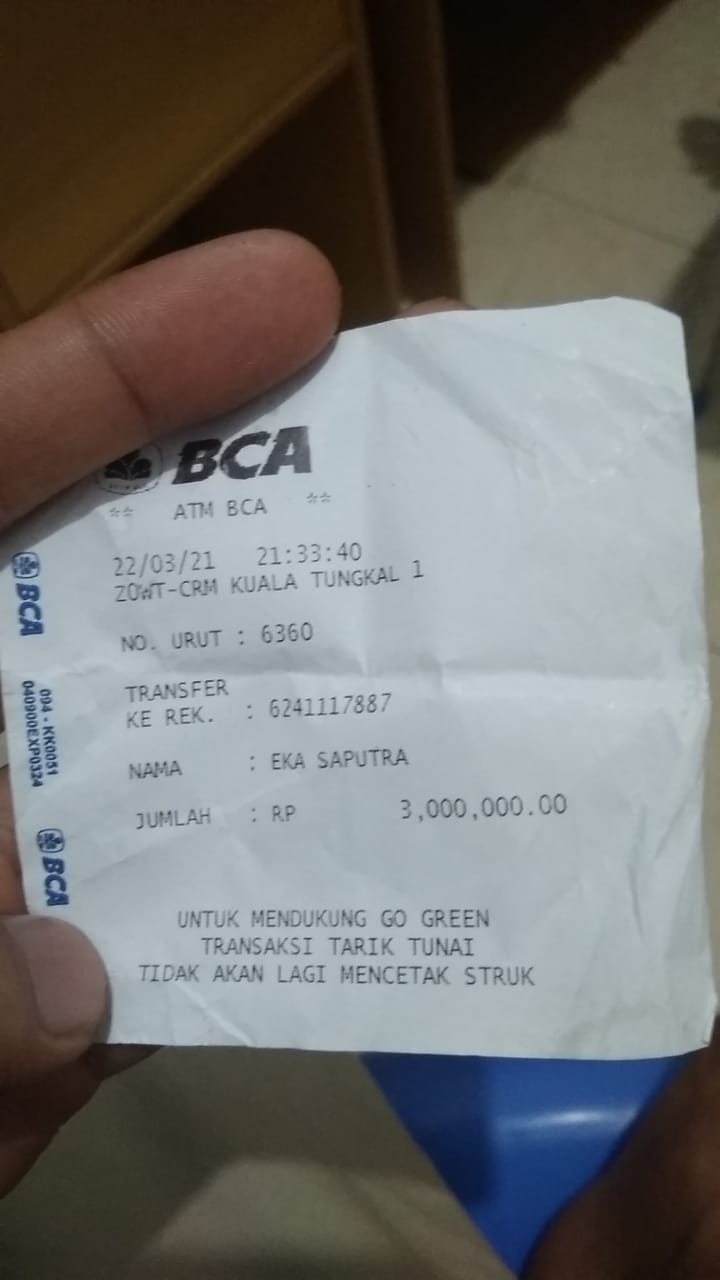 BCA
** ATM BCA **
22/03/21 21:33:40
ZOWT-CRM KUALA TUNGKAL 1
NO. URUT : 6360
TRANSFER
KE REK. : 6241117887
NAMA : EKA SAPUTRA
JUMLAH : RP 3,000,000.00
UNTUK MENDUKUNG GO GREEN
TRANSAKSI TARIK TUNAI
TIDAK AKAN LAGI MENCETAK STRUK
BCA
094 - KK0051
040900EXP0324
BCA